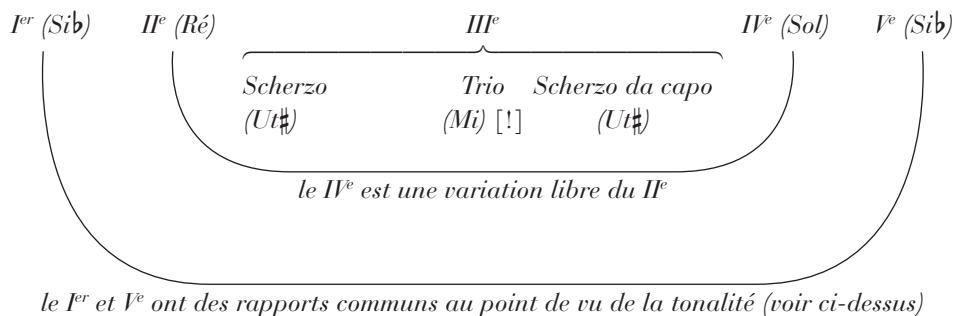 Ier (Si♭) IIe (Ré) IIIe IVe (Sol) Ve (Si♭)
Scherzo Trio Scherzo da capo
(Ut♯) (Mi) [!] (Ut♯)
le IVe est une variation libre du IIe
le Ier et Ve ont des rapports communs au point de vu de la tonalité (voir ci-dessus)